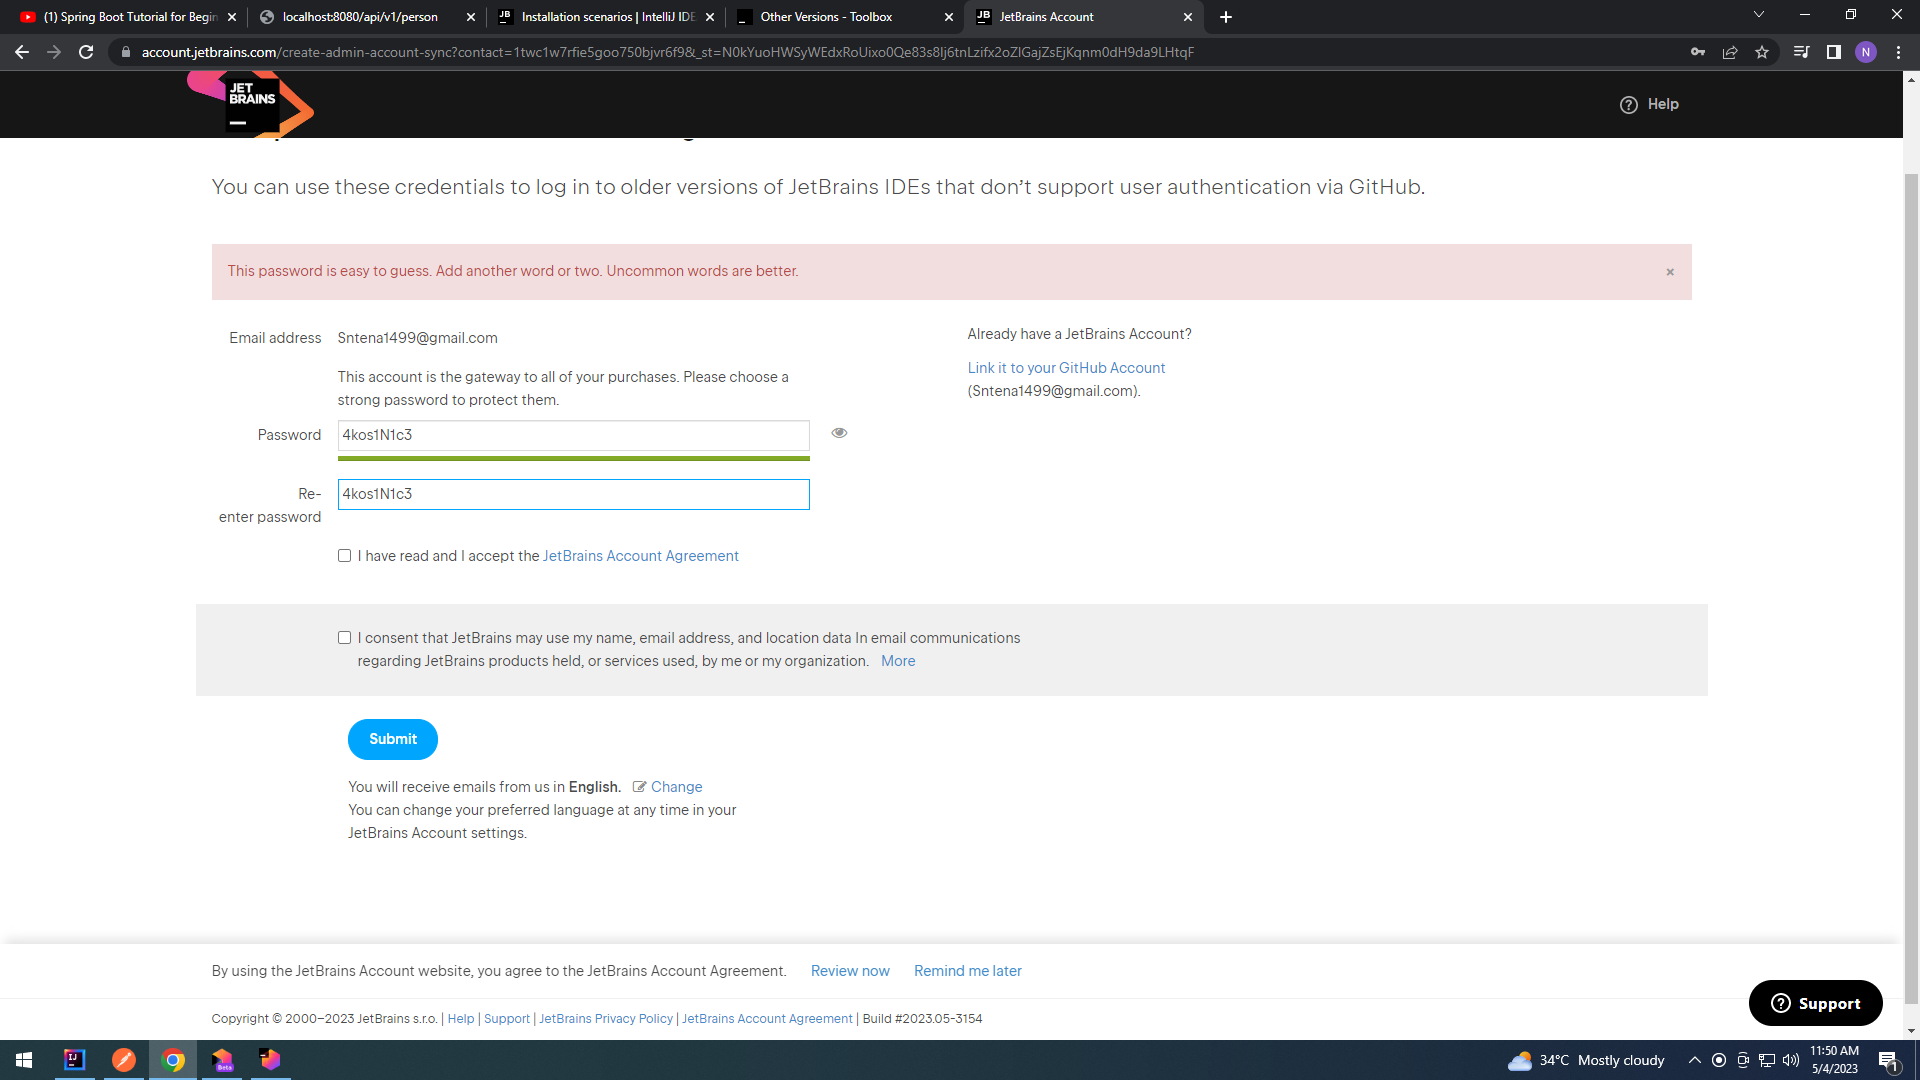 (1) Spring Boot Tutorial for Begin
localhost:8080/api/v1/person
Installation scenarios | IntelliJ IDE
Other Versions - Toolbox
JetBrains Account
account.jetbrains.com/create-admin-account-sync?contact=1twc1w7rfie5goo750bjvr6f9&_st=N0kYuoHWSyWEdxRoUixo0Qe83s8Ij6tnLzifx2oZIGajZsEjKqnm0dH9da9LHtqF
N
JET
BRAINS
Help
You can use these credentials to log in to older versions of JetBrains IDEs that don't support user authentication via GitHub.
This password is easy to guess. Add another word or two. Uncommon words are better.
×
Email address Sntena1499@gmail.com
This account is the gateway to all of your purchases. Please choose a
strong password to protect them.
Password 4kos1N1c3
Re-
enter password
4kos1N1c3
I have read and I accept the JetBrains Account Agreement
Already have a JetBrains Account?
Link it to your GitHub Account
(Sntena1499@gmail.com).
I consent that JetBrains may use my name, email address, and location data In email communications
regarding JetBrains products held, or services used, by me or my organization. More
Submit
You will receive emails from us in English. Change
You can change your preferred language at any time in your
JetBrains Account settings.
By using the JetBrains Account website, you agree to the JetBrains Account Agreement. Review now Remind me later
Support
Copyright © 2000–2023 JetBrains s.r.o. | Help | Support | JetBrains Privacy Policy | JetBrains Account Agreement | Build #2023.05-3154
IJ
Beta
34°C Mostly cloudy
11:50 AM
5/4/2023
1